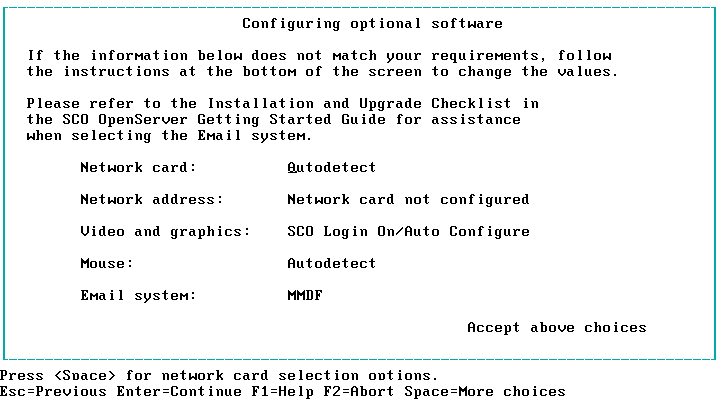 Configuring optional software
If the information below does not match your requirements, follow
the instructions at the bottom of the screen to change the values.
Please refer to the Installation and Upgrade Checklist in
the SCO OpenServer Getting Started Guide for assistance
when selecting the Email system.
Network card: Autodetect
Network address: Network card not configured
Video and graphics: SCO Login On/Auto Configure
Mouse: Autodetect
Email system: MMDF
Accept above choices
Press <Space> for network card selection options.
Esc=Previous Enter=Continue F1=Help F2=Abort Space=More choices